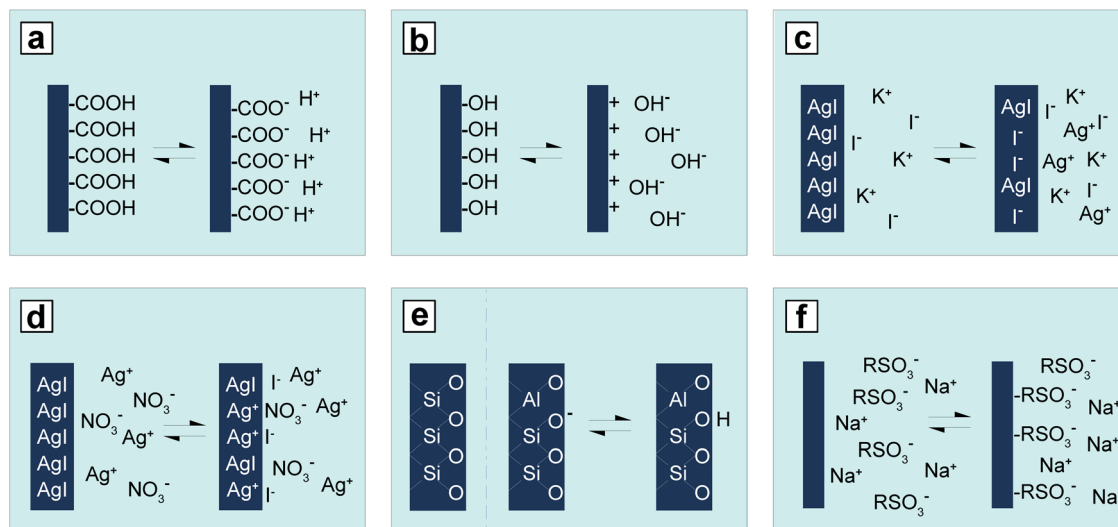 a
-COOH
-COOH
-COOH
-COOH
-COOH
-COO⁻ H⁺
-COO⁻ H⁺
-COO⁻ H⁺
-COO⁻ H⁺
-COO⁻ H⁺
b
-OH
-OH
-OH
-OH
-OH
+ OH⁻
+ OH⁻
+ OH⁻
+ OH⁻
+ OH⁻
c
AgI K⁺
AgI I⁻ I⁻
AgI K⁺
AgI K⁺
AgI I⁻
AgI I⁻ K⁺ I⁻
I⁻ Ag⁺
I⁻ Ag⁺ K⁺
AgI K⁺ I⁻
I⁻ Ag⁺
d
AgI Ag⁺
AgI NO₃⁻ NO₃⁻
AgI Ag⁺
AgI Ag⁺
AgI NO₃⁻
AgI I⁻ Ag⁺
Ag⁺ NO₃⁻ Ag⁺
Ag⁺ I⁻
AgI NO₃⁻
Ag⁺ I⁻ Ag⁺
e
O
Si
O
Si
O
Si
O
O
Al
O -
Si
O
Si
O
O
Al
O H
Si
O
Si
O
f
RSO₃⁻
RSO₃⁻ Na⁺
Na⁺
RSO₃⁻
Na⁺ Na⁺
RSO₃⁻
RSO₃⁻
-RSO₃⁻ Na⁺
-RSO₃⁻ Na⁺
Na⁺
-RSO₃⁻ Na⁺